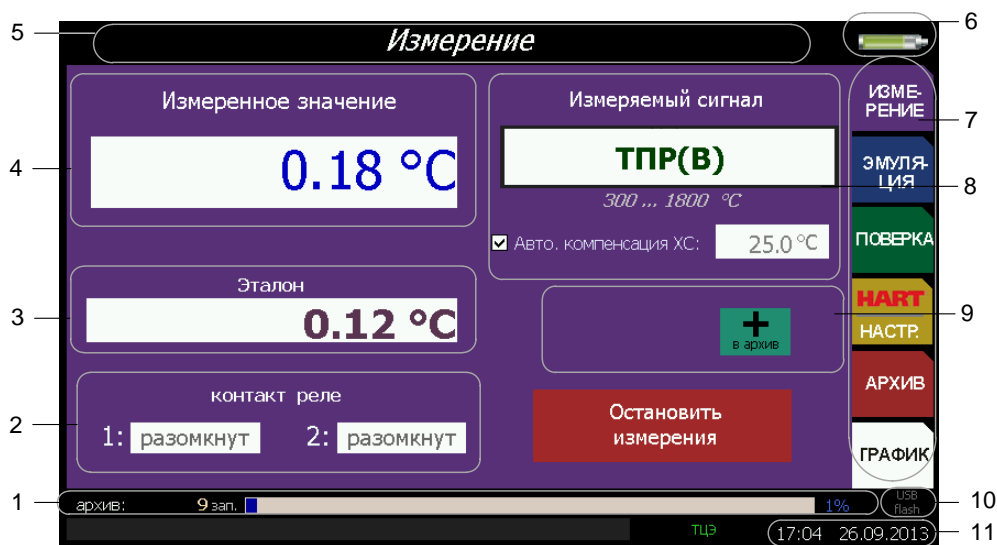 5
Измерение
6
Измеренное значение
0.18 °C
4
Измеряемый сигнал
ТПР(В)
300 ... 1800 °C
Авто. компенсация ХС: 25.0 °C
8
ИЗМЕ-
РЕНИЕ
7
ЭМУЛЯ-
ЦИЯ
ПОВЕРКА
HART
НАСТР.
АРХИВ
ГРАФИК
Эталон
0.12 °C
3
+
в архив
9
контакт реле
1: разомкнут 2: разомкнут
2
Остановить
измерения
1
архив: 9 зап. 1%
USB
flash
10
ТЦЭ
17:04 26.09.2013
11